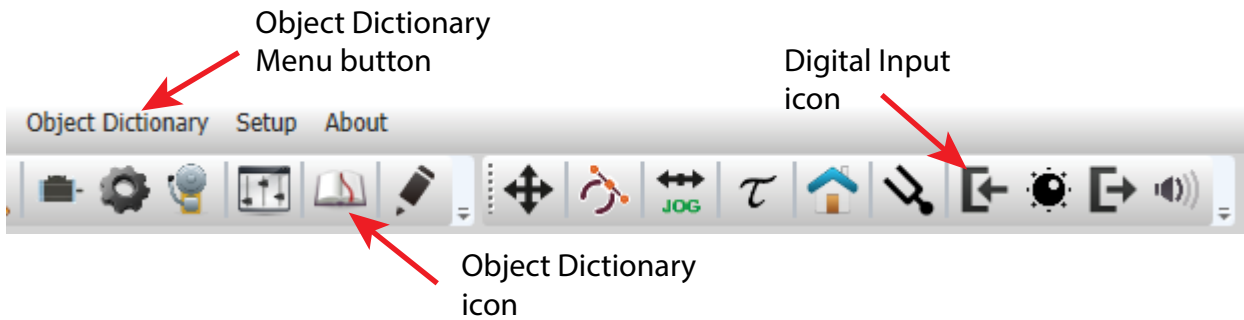 Object Dictionary
Menu button
Digital Input
icon
Object Dictionary Setup About
JOG
τ
Object Dictionary
icon